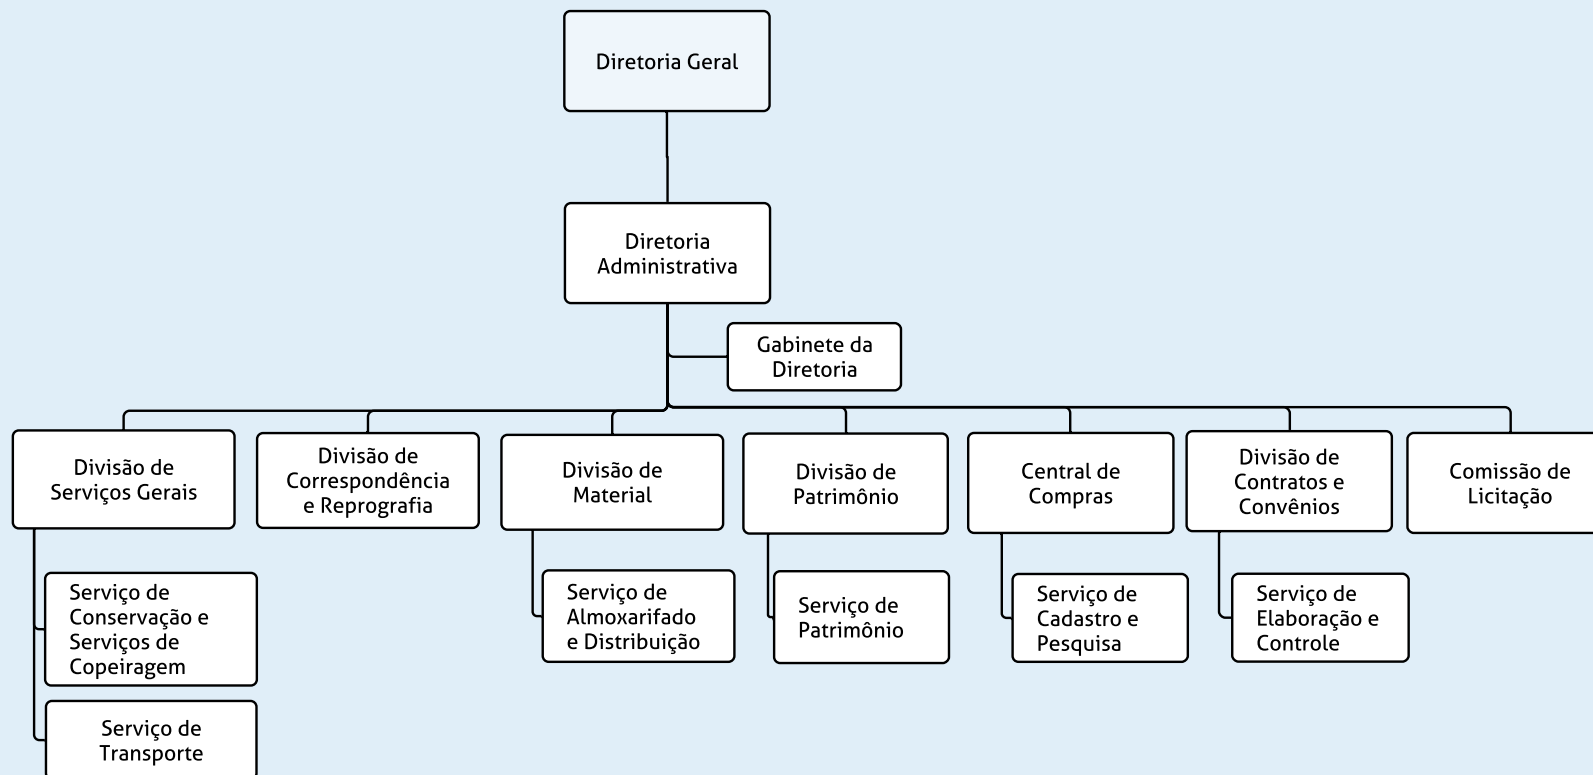 Diretoria Geral
Diretoria
Administrativa
Gabinete da
Diretoria
Divisão de
Serviços Gerais
Divisão de
Correspondência
e Reprografia
Divisão de
Material
Divisão de
Patrimônio
Central de
Compras
Divisão de
Contratos e
Convênios
Comissão de
Licitação
Serviço de
Conservação e
Serviços de
Copeiragem
Serviço de
Almoxarifado
e Distribuição
Serviço de
Patrimônio
Serviço de
Cadastro e
Pesquisa
Serviço de
Elaboração e
Controle
Serviço de
Transporte